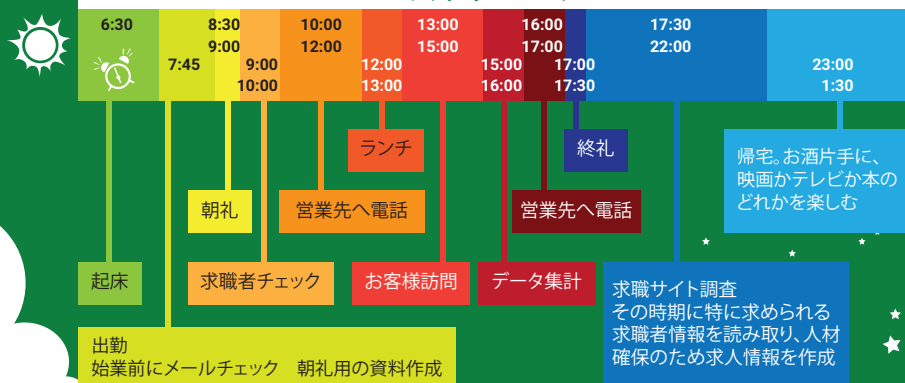 6:30
7:45
8:30
9:00
9:00
10:00
10:00
12:00
12:00
13:00
13:00
15:00
15:00
16:00
16:00
17:00
17:00
17:30
17:30
22:00
23:00
1:30
ランチ
終礼
帰宅。お酒片手に、
映画かテレビか本の
どれかを楽しむ
朝礼
営業先へ電話
営業先へ電話
起床
求職者チェック
お客様訪問
データ集計
求職サイト調査
その時期に特に求められる
求職者情報を読み取り、人材
確保のため求人情報を作成
出勤
始業前にメールチェック　朝礼用の資料作成